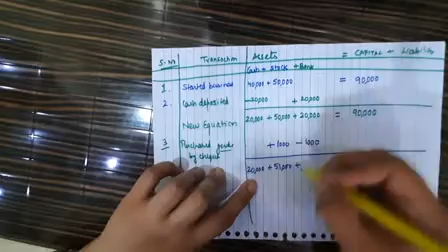 S.NO Transaction Assets = CAPITAL + Liability
Cash + Stock + Bank
1. Started business 40,000 + 50,000 = 90,000
2. Cash deposited -20,000 + 20,000
New Equation 20,000 + 50,000 + 20,000 = 90,000
3 Purchased goods + 1000 - 1000
by cheque
20,000 + 51,000 +